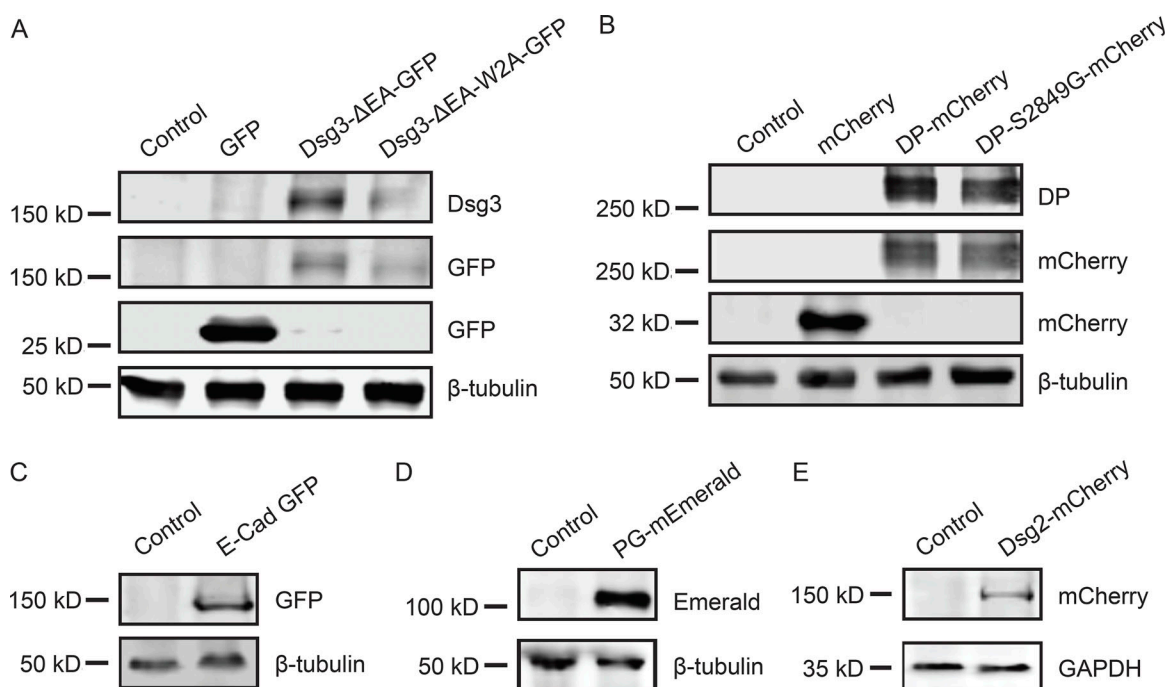 A
Control
GFP
Dsg3-ΔEA-GFP
Dsg3-ΔEA-W2A-GFP
150 kD
Dsg3
150 kD
GFP
25 kD
GFP
50 kD
β-tubulin
B
Control
mCherry
DP-mCherry
DP-S2849G-mCherry
250 kD
DP
250 kD
mCherry
32 kD
mCherry
50 kD
β-tubulin
C
Control
E-Cad GFP
150 kD
GFP
50 kD
β-tubulin
D
Control
PG-mEmerald
100 kD
Emerald
50 kD
β-tubulin
E
Control
Dsg2-mCherry
150 kD
mCherry
35 kD
GAPDH